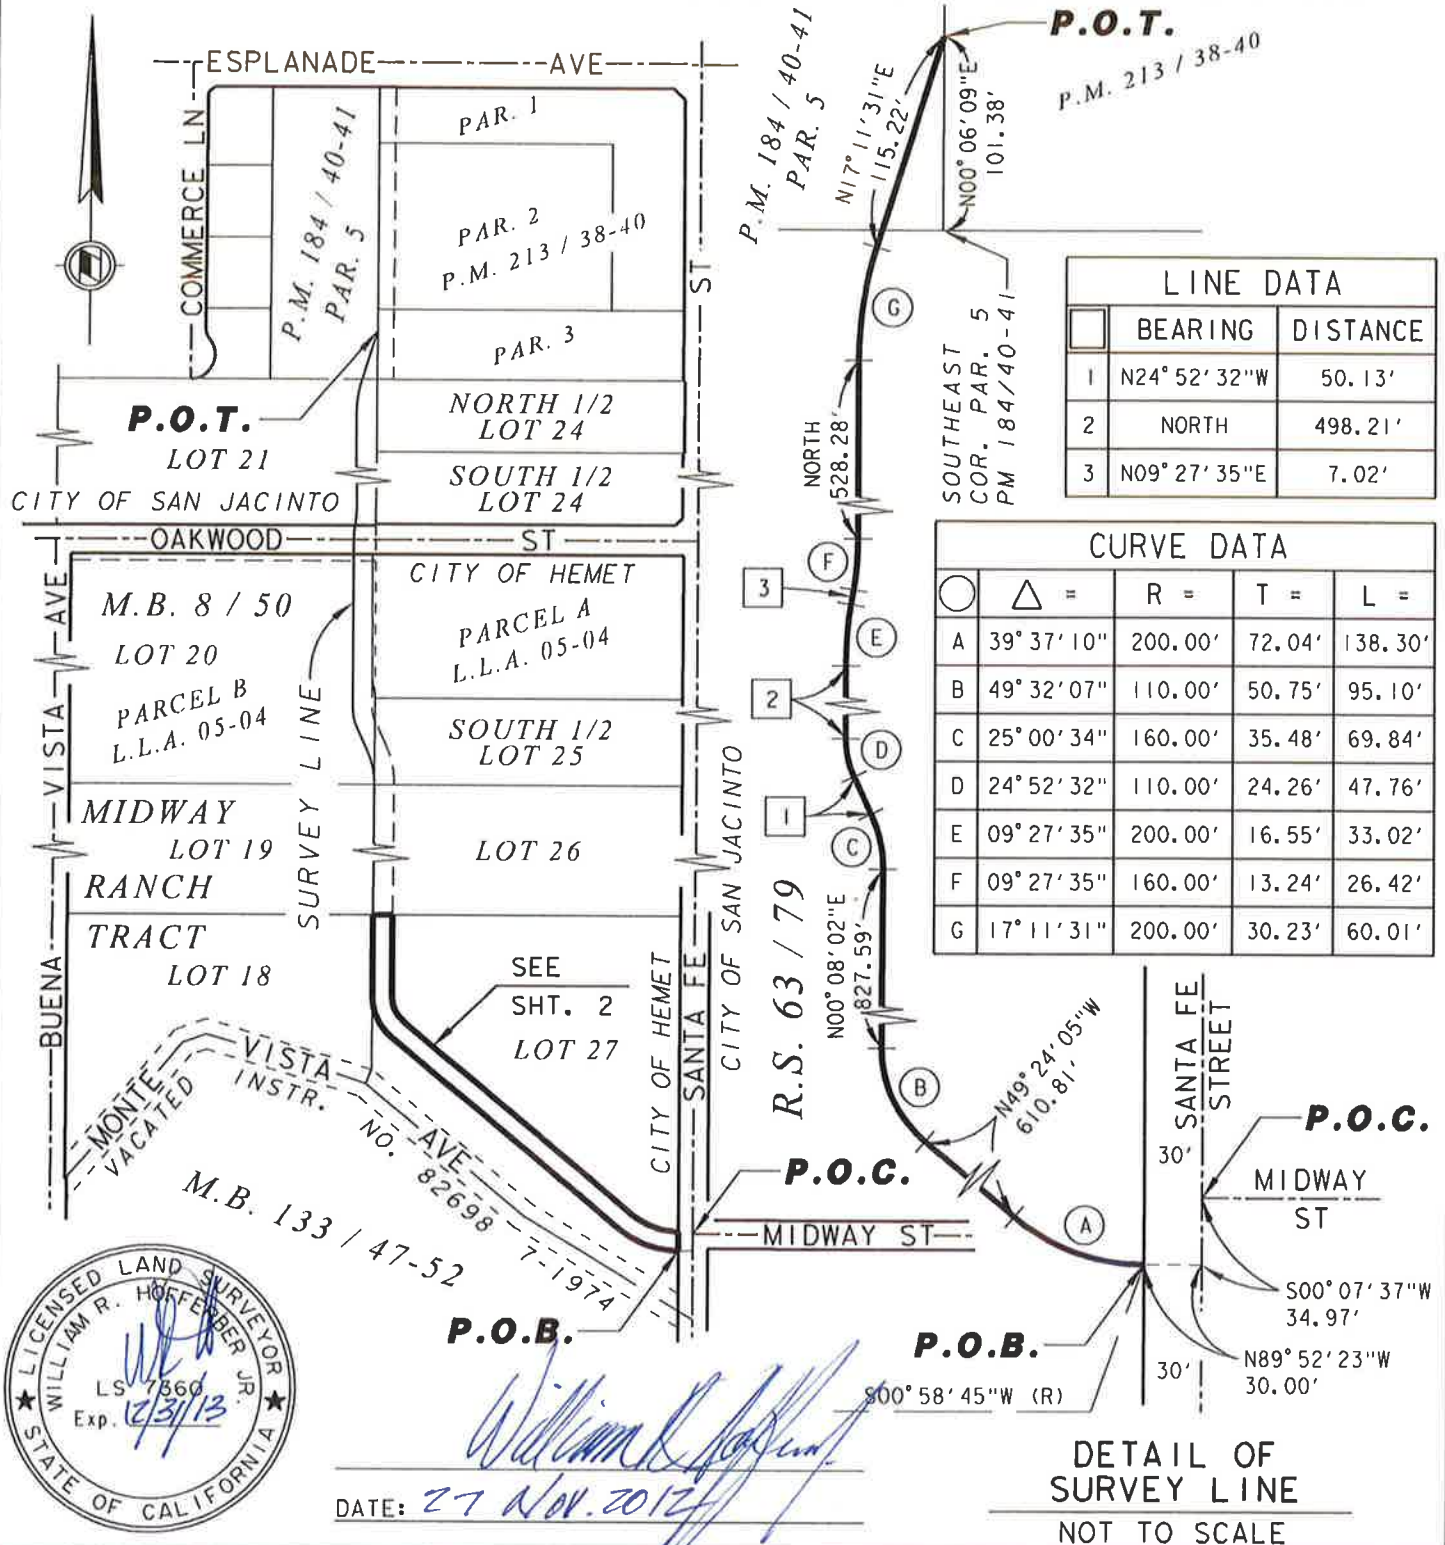 ESPLANADE AVE
COMMERCE LN
P.M. 184 / 40-41
PAR. 5
PAR. 1
PAR. 2
P.M. 213 / 38-40
PAR. 3
ST
P.O.T.
LOT 21
NORTH 1/2
LOT 24
SOUTH 1/2
LOT 24
CITY OF SAN JACINTO
OAKWOOD ST
CITY OF HEMET
M.B. 8 / 50
LOT 20
PARCEL B
L.L.A. 05-04
PARCEL A
L.L.A. 05-04
SURVEY LINE
SOUTH 1/2
LOT 25
BUENA VISTA AVE
MIDWAY
LOT 19
RANCH
LOT 26
TRACT
LOT 18
SEE
SHT. 2
LOT 27
CITY OF HEMET
SANTA FE
CITY OF SAN JACINTO
R.S. 63 / 79
MONTE VISTA AVE
VACATED INSTR. NO. 82698 7-1974
M.B. 133 / 47-52
P.O.C.
MIDWAY ST
P.O.B.
P.O.T.
P.M. 184 / 40-41
PAR. 5
P.M. 213 / 38-40
N17°11'31"E
115.22'
N00°06'09"E
101.38'
G
SOUTHEAST
COR. PAR. 5
PM 184/40-41
NORTH
528.28'
F
3
E
2
D
1
C
N00°08'02"E
827.59'
B
N49°24'05"W
610.81'
A
LINE DATA
BEARING DISTANCE
1 N24°52'32"W 50.13'
2 NORTH 498.21'
3 N09°27'35"E 7.02'
CURVE DATA
△ = R = T = L =
A 39°37'10" 200.00' 72.04' 138.30'
B 49°32'07" 110.00' 50.75' 95.10'
C 25°00'34" 160.00' 35.48' 69.84'
D 24°52'32" 110.00' 24.26' 47.76'
E 09°27'35" 200.00' 16.55' 33.02'
F 09°27'35" 160.00' 13.24' 26.42'
G 17°11'31" 200.00' 30.23' 60.01'
SANTA FE
STREET
30'
P.O.C.
MIDWAY
ST
S00°07'37"W
34.97'
N89°52'23"W
30.00'
P.O.B.
30'
S00°58'45"W (R)
DETAIL OF
SURVEY LINE
NOT TO SCALE
LICENSED LAND SURVEYOR
WILLIAM R. HOFFERBER JR.
LS 7360
Exp. 12/31/13
STATE OF CALIFORNIA
DATE: 27 Nov. 2012